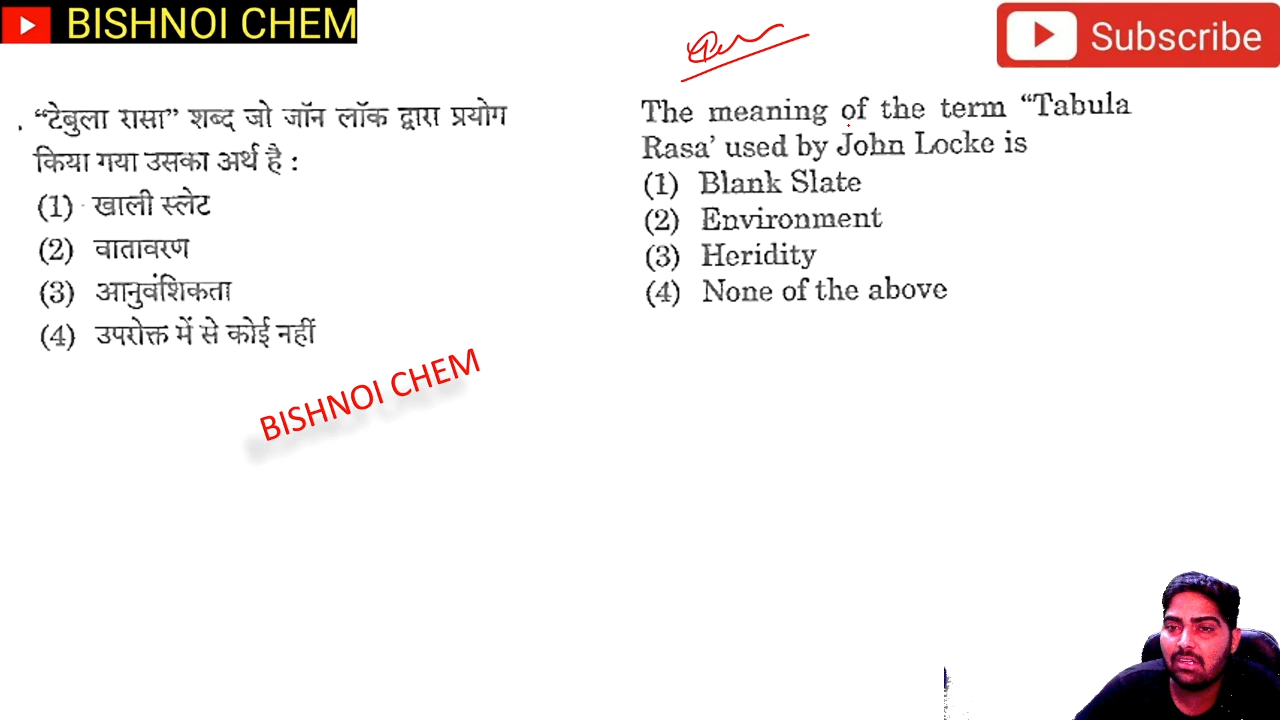 BISHNOI CHEM
Subscribe
. “टेबुला रासा” शब्द जो जॉन लॉक द्वारा प्रयोग
किया गया उसका अर्थ है :
(1) खाली स्लेट
(2) वातावरण
(3) आनुवंशिकता
(4) उपरोक्त में से कोई नहीं
The meaning of the term “Tabula
Rasa’ used by John Locke is
(1) Blank Slate
(2) Environment
(3) Heridity
(4) None of the above
BISHNOI CHEM